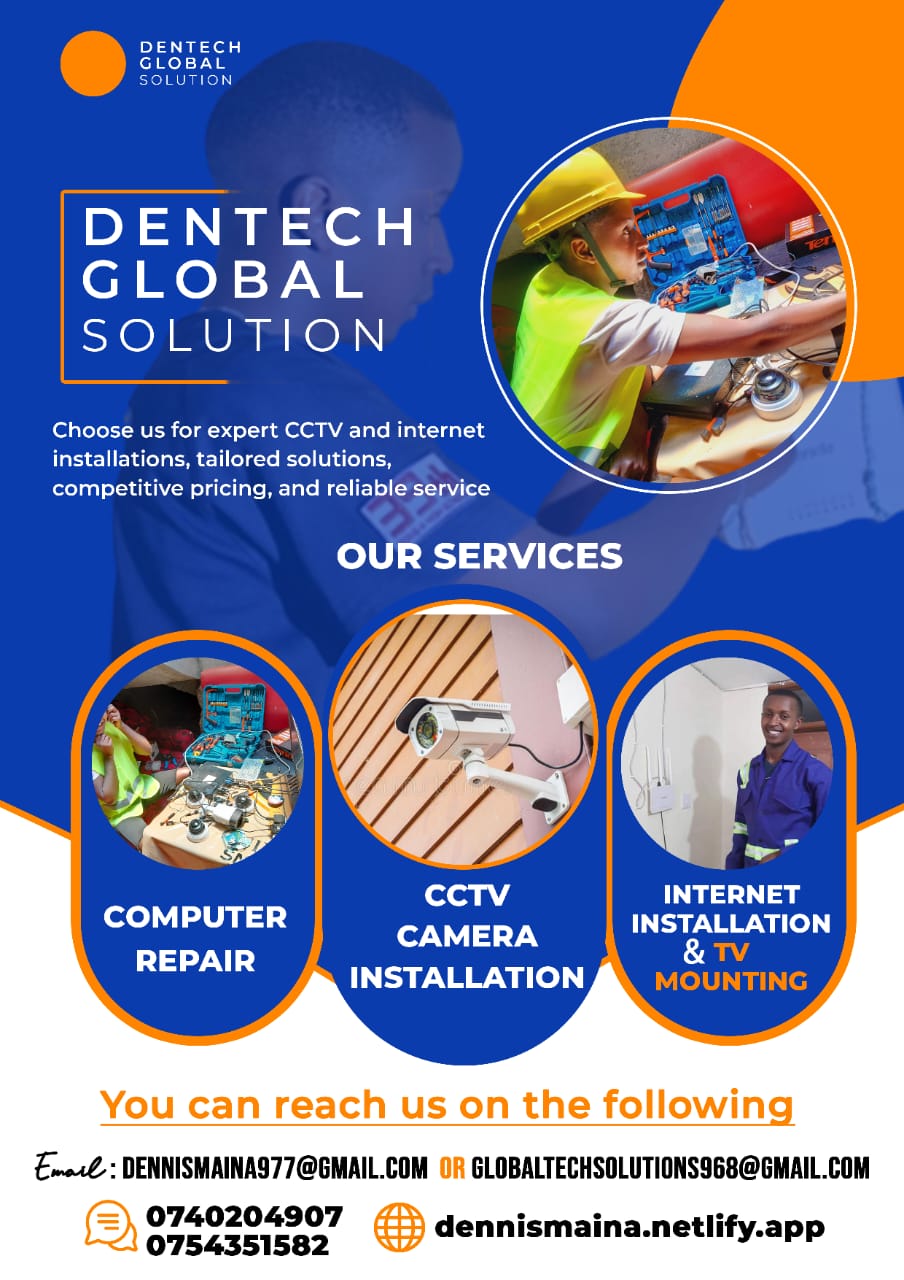 DENTECH
GLOBAL
SOLUTION
DENTECH
GLOBAL
SOLUTION
Choose us for expert CCTV and internet
installations, tailored solutions,
competitive pricing, and reliable service
OUR SERVICES
COMPUTER
REPAIR
CCTV
CAMERA
INSTALLATION
INTERNET
INSTALLATION
& TV
MOUNTING
You can reach us on the following
Email : DENNISMAINA977@GMAIL.COM OR GLOBALTECHSOLUTIONS968@GMAIL.COM
0740204907
0754351582
dennismaina.netlify.app